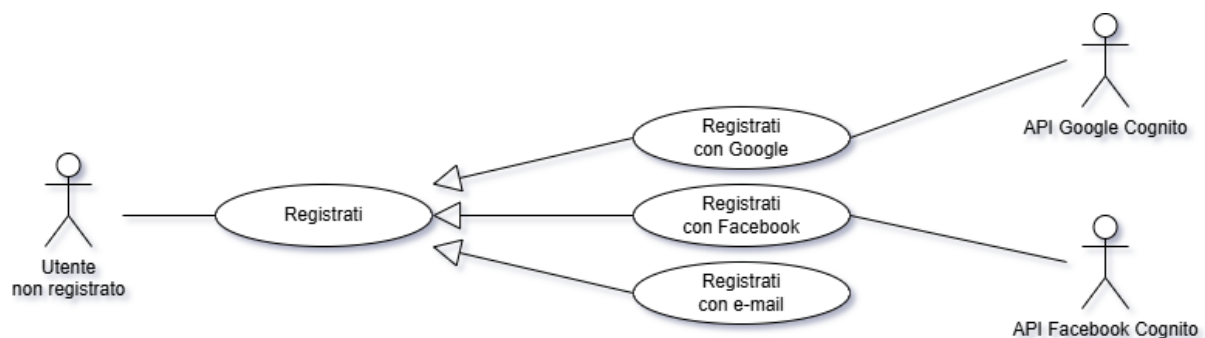 Utente
non registrato
Registrati
Registrati
con Google
Registrati
con Facebook
Registrati
con e-mail
API Google Cognito
API Facebook Cognito